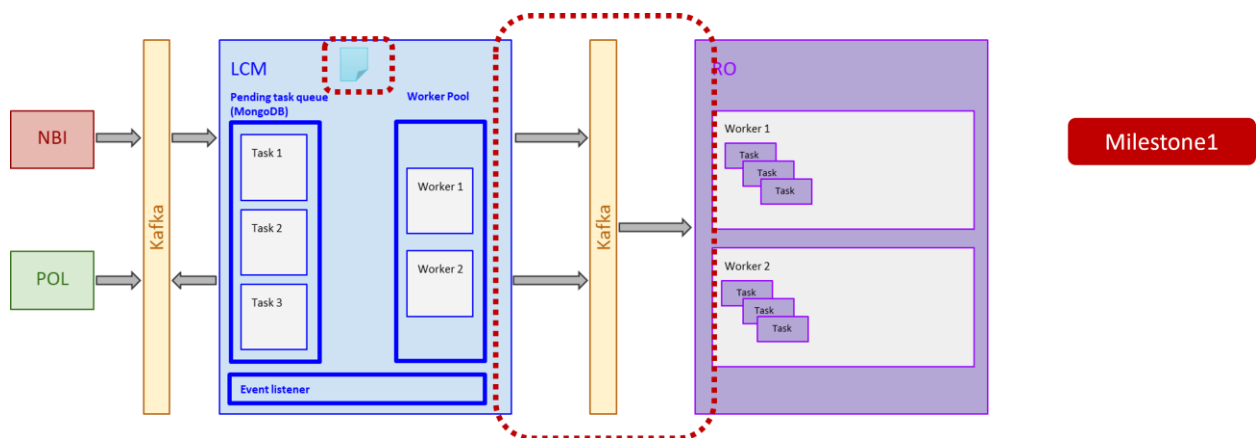 NBI
POL
Kafka
LCM
Pending task queue
(MongoDB)
Task 1
Task 2
Task 3
Worker Pool
Worker 1
Worker 2
Event listener
Kafka
RO
Worker 1
Task
Task
Task
Worker 2
Task
Task
Task
Milestone1